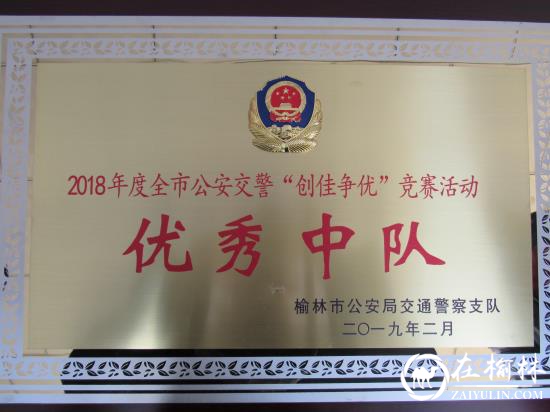 2018年度全市公安交警“创佳争优”竞赛活动
优秀中队
榆林市公安局交通警察支队
二〇一九年二月
在榆林
ZAIYULIN.COM